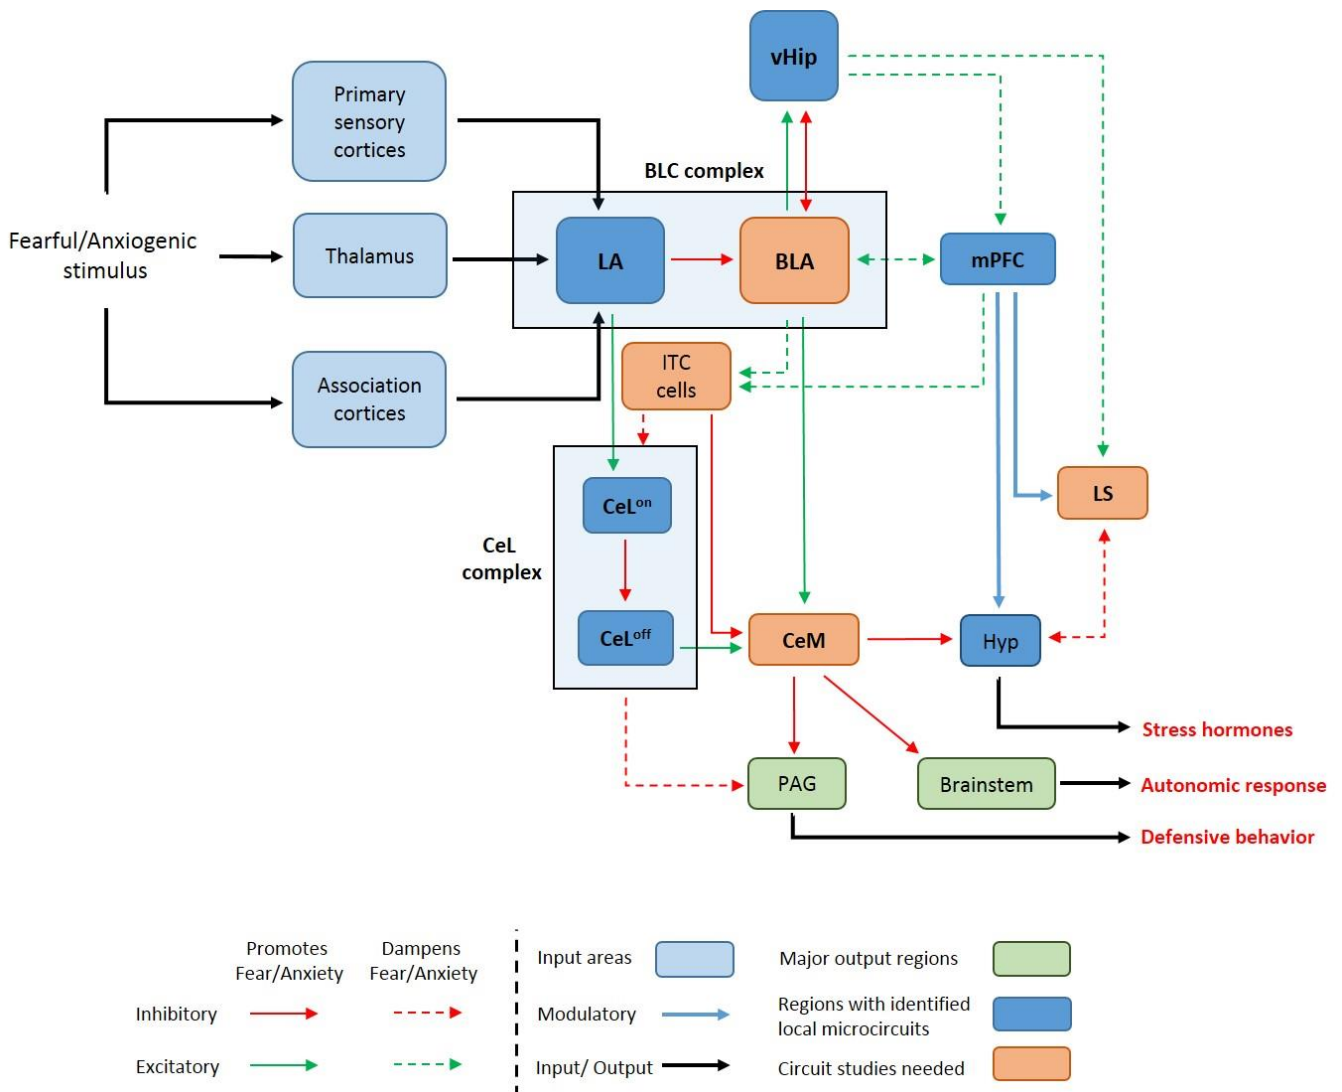 vHip
Primary
sensory
cortices
BLC complex
Fearful/Anxiogenic
stimulus
Thalamus
LA
BLA
mPFC
Association
cortices
ITC
cells
CeLon
LS
CeL
complex
CeLoff
CeM
Hyp
Stress hormones
PAG
Brainstem
Autonomic response
Defensive behavior
Promotes
Fear/Anxiety
Dampens
Fear/Anxiety
Inhibitory
Excitatory
Input areas
Modulatory
Input/ Output
Major output regions
Regions with identified
local microcircuits
Circuit studies needed